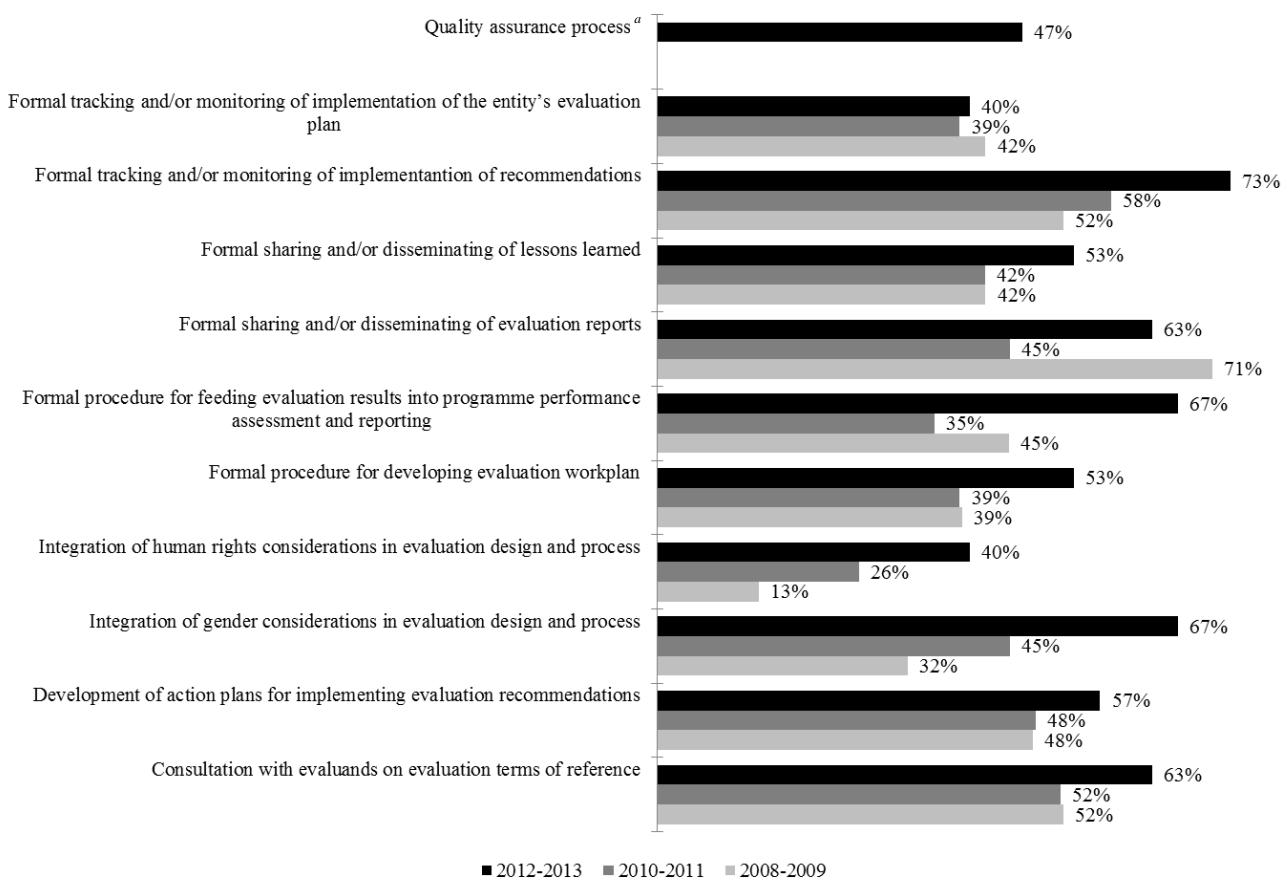 Quality assurance process a
47%
Formal tracking and/or monitoring of implementation of the entity's evaluation
plan
40%
39%
42%
Formal tracking and/or monitoring of implementantion of recommendations
73%
58%
52%
Formal sharing and/or disseminating of lessons learned
53%
42%
42%
Formal sharing and/or disseminating of evaluation reports
63%
45%
71%
Formal procedure for feeding evaluation results into programme performance
assessment and reporting
67%
35%
45%
Formal procedure for developing evaluation workplan
53%
39%
39%
Integration of human rights considerations in evaluation design and process
40%
26%
13%
Integration of gender considerations in evaluation design and process
67%
45%
32%
Development of action plans for implementing evaluation recommendations
57%
48%
48%
Consultation with evaluands on evaluation terms of reference
63%
52%
52%
2012-2013 2010-2011 2008-2009